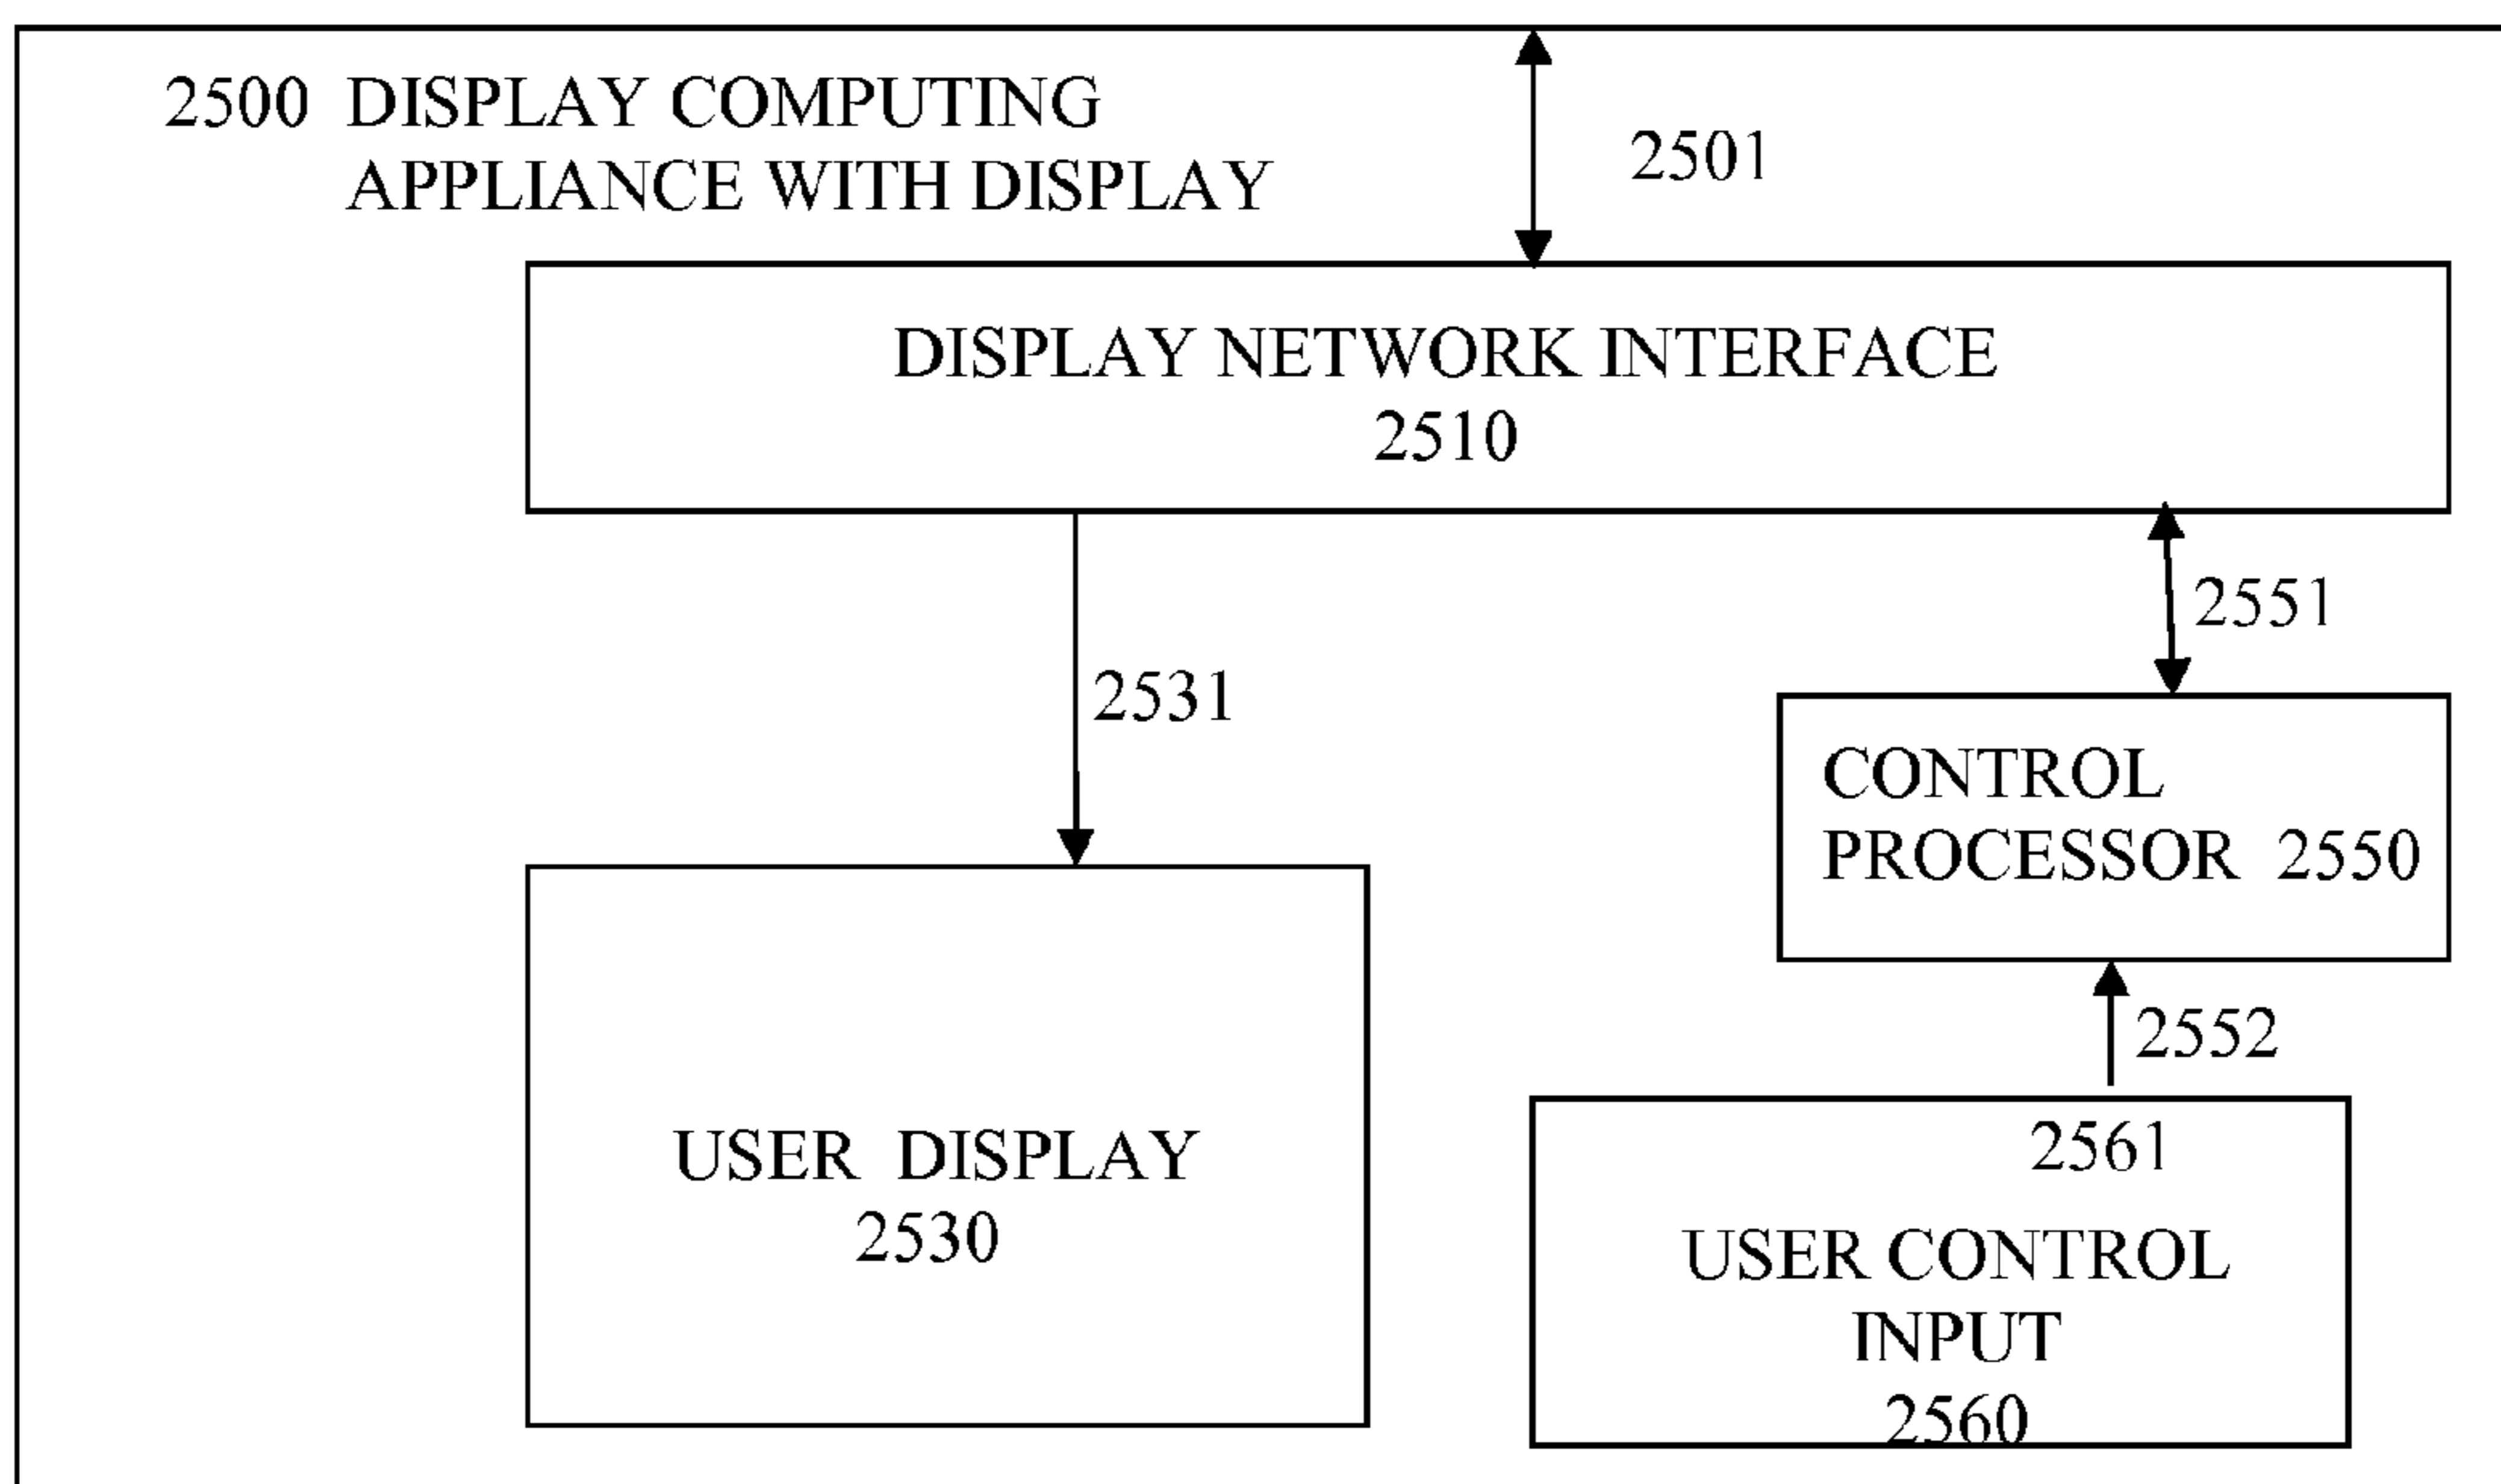 2500 DISPLAY COMPUTING
APPLIANCE WITH DISPLAY
2501
DISPLAY NETWORK INTERFACE
2510
2551
2531
CONTROL
PROCESSOR 2550
2552
2561
USER DISPLAY
2530
USER CONTROL
INPUT
2560